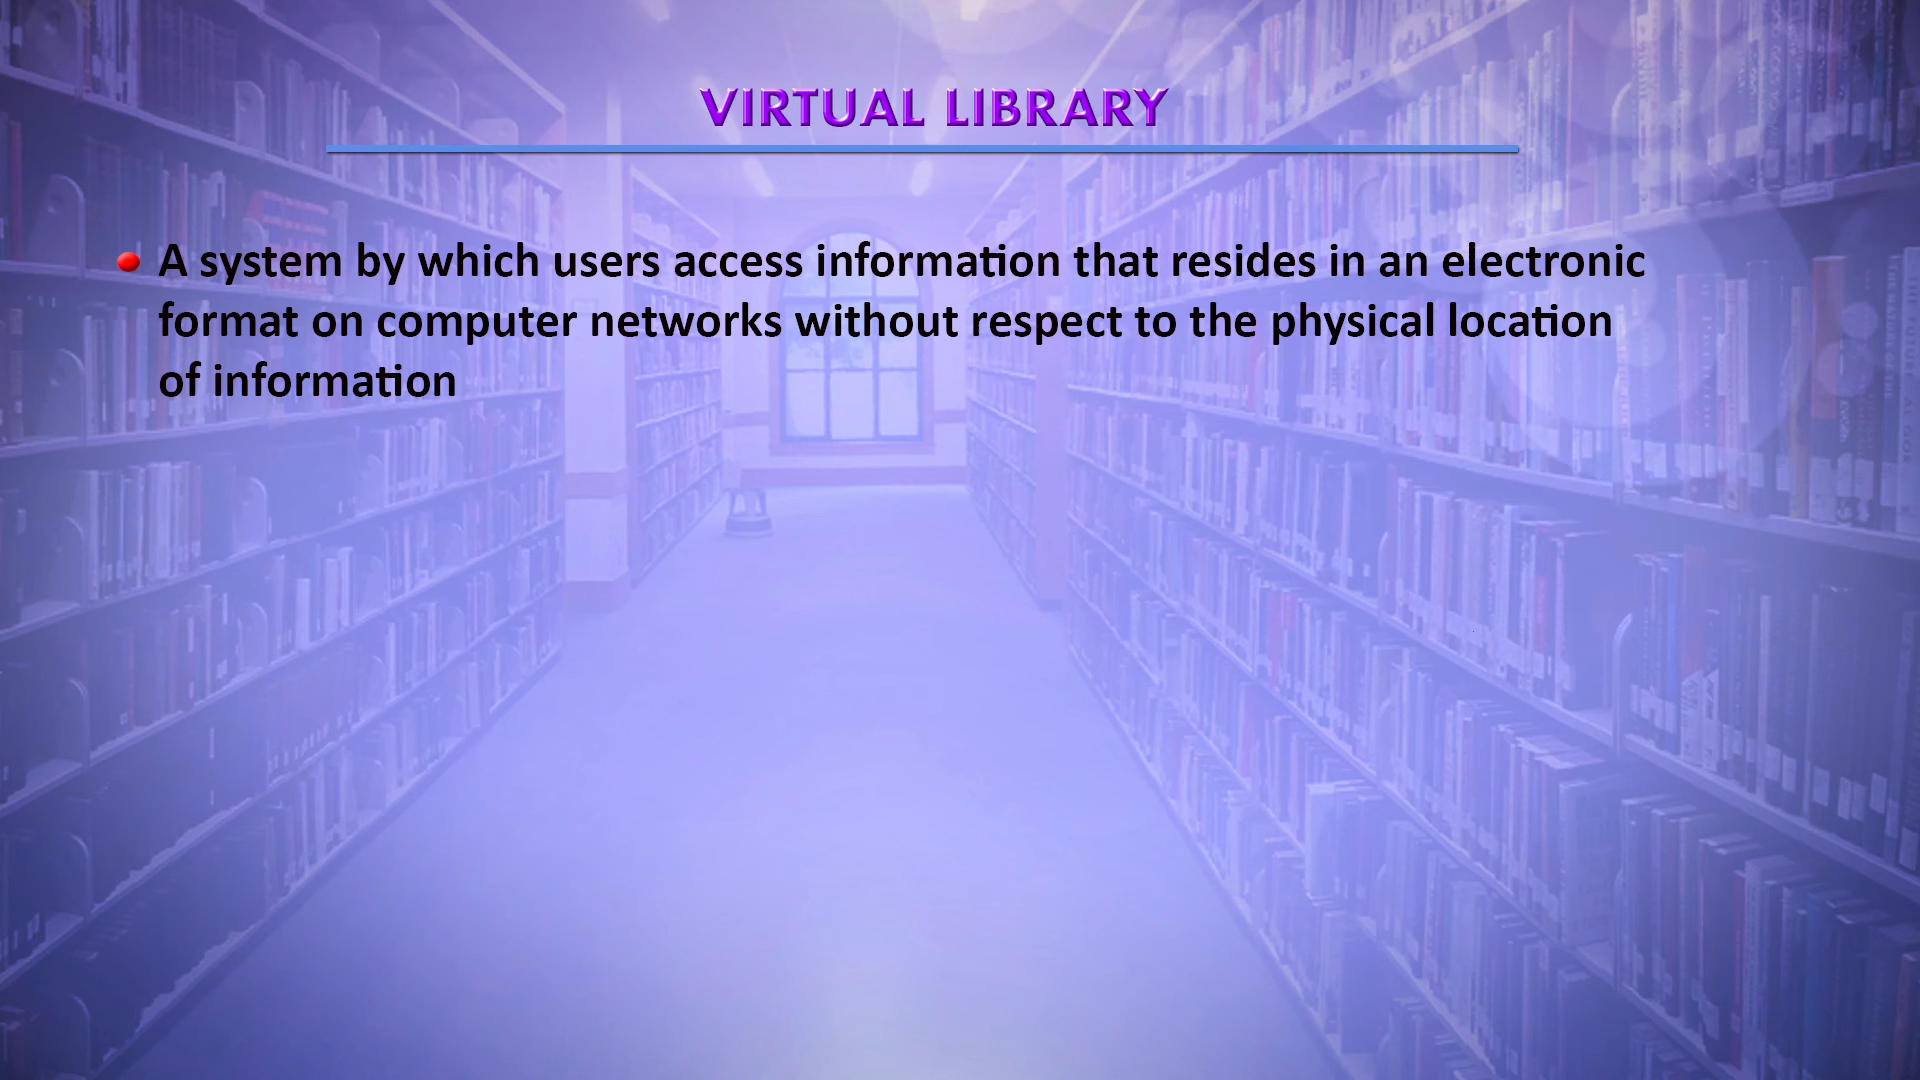 VIRTUAL LIBRARY
A system by which users access information that resides in an electronic
format on computer networks without respect to the physical location
of information